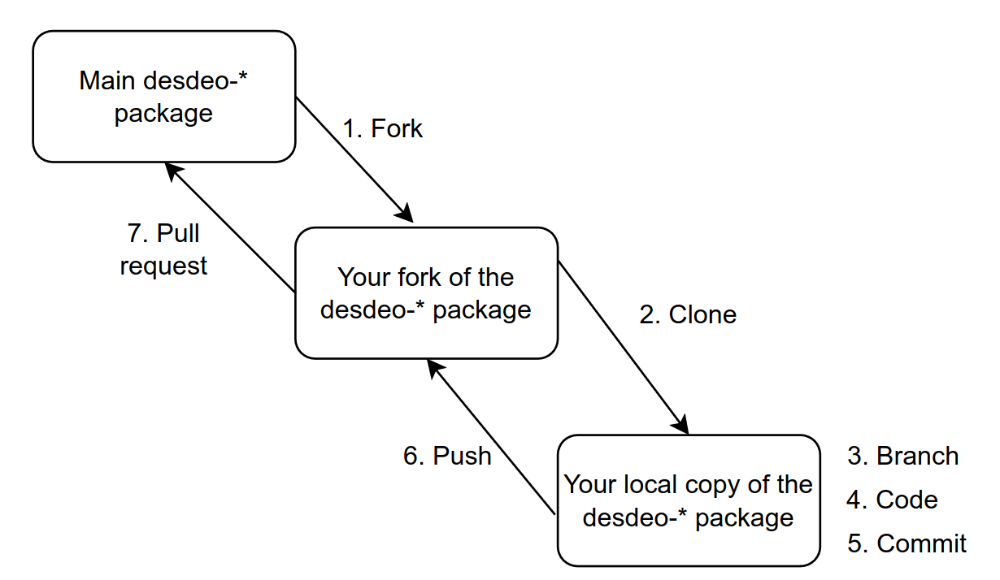 Main desdeo-*
package
1. Fork
7. Pull
request
Your fork of the
desdeo-* package
2. Clone
6. Push
Your local copy of the
desdeo-* package
3. Branch
4. Code
5. Commit